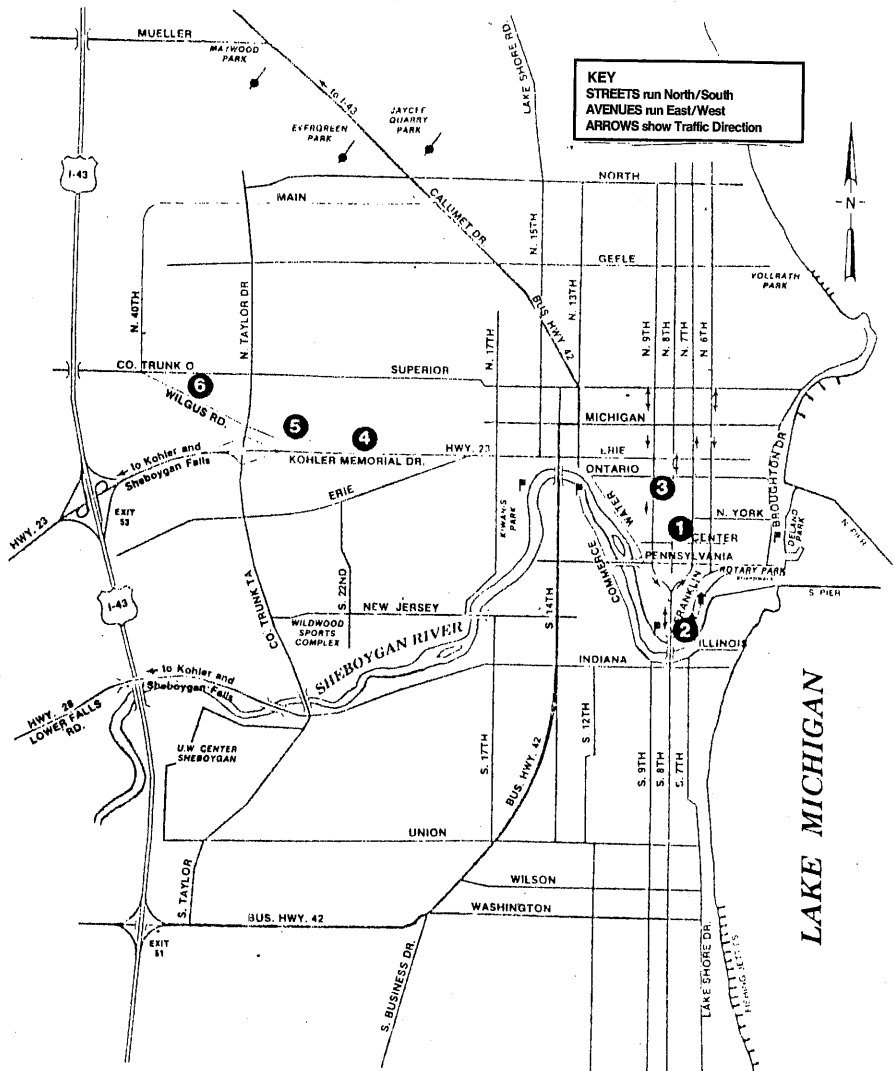 MUELLER
MAYWOOD
PARK
to I-43
LAKE SHORE RD.
KEY
STREETS run North/South
AVENUES run East/West
ARROWS show Traffic Direction
JAYCEE
QUARRY
PARK
EVERGREEN
PARK
I-43
N
NORTH
MAIN
CALUMET DR
N. 15TH
GEFLE
VOLLRATH
PARK
N. 40TH
N. TAYLOR DR
BUS. HWY 42
N. 13TH
N. 17TH
N. 9TH
N. 8TH
N. 7TH
N. 6TH
CO. TRUNK O
SUPERIOR
6
WILGUS RD.
MICHIGAN
5
4
HWY. 23
ERIE
to Kohler and
Sheboygan Falls
KOHLER MEMORIAL DR.
ONTARIO
BROUGHTON DR
ERIE
3
WATER
HWY. 23
EXIT
53
KIWANIS
PARK
N. YORK
1
CENTER
DELAND
PARK
N. PIER
COMMERCE
PENNSYLVANIA
I-43
CO. TRUNK TA
S. 22ND
S. 14TH
FRANKLIN
ROTARY PARK
BOARDWALK
S. PIER
NEW JERSEY
WILDWOOD
SPORTS
COMPLEX
SHEBOYGAN RIVER
2
ILLINOIS
INDIANA
to Kohler and
Sheboygan Falls
HWY. 28
LOWER FALLS
RD.
U.W. CENTER
SHEBOYGAN
S. 17TH
BUS. HWY. 42
S. 12TH
S. 9TH
S. 8TH
S. 7TH
LAKE MICHIGAN
UNION
S. TAYLOR
WILSON
WASHINGTON
BUS. HWY. 42
EXIT
51
S. BUSINESS DR.
LAKE SHORE DR.
FISHING JETTIES